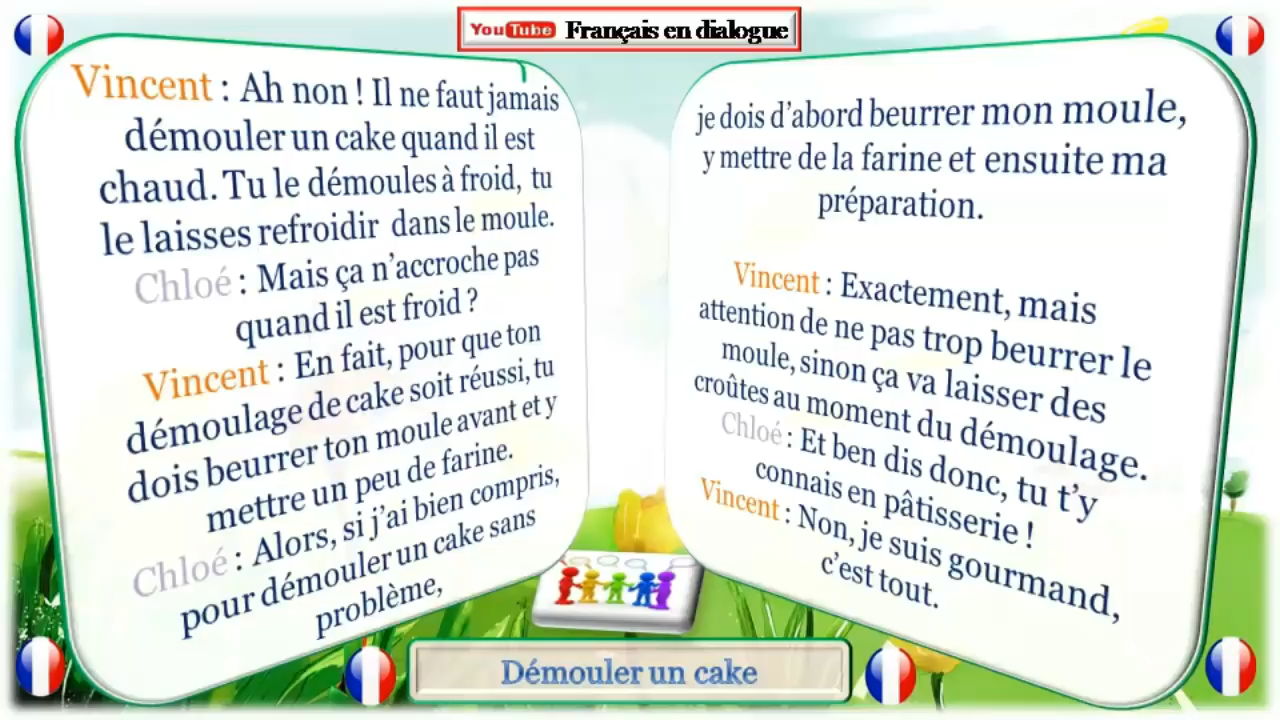 YouTube Français en dialogue
Vincent : Ah non ! Il ne faut jamais
démouler un cake quand il est
chaud. Tu le démoules à froid, tu
le laisses refroidir dans le moule.
Chloé : Mais ça n’accroche pas
quand il est froid ?
Vincent : En fait, pour que ton
démoulage de cake soit réussi, tu
dois beurrer ton moule avant et y
mettre un peu de farine.
Chloé : Alors, si j’ai bien compris,
pour démouler un cake sans
problème,
je dois d’abord beurrer mon moule,
y mettre de la farine et ensuite ma
préparation.
Vincent : Exactement, mais
attention de ne pas trop beurrer le
moule, sinon ça va laisser des
croûtes au moment du démoulage.
Chloé : Et ben dis donc, tu t’y
connais en pâtisserie !
Vincent : Non, je suis gourmand,
c’est tout.
Démouler un cake